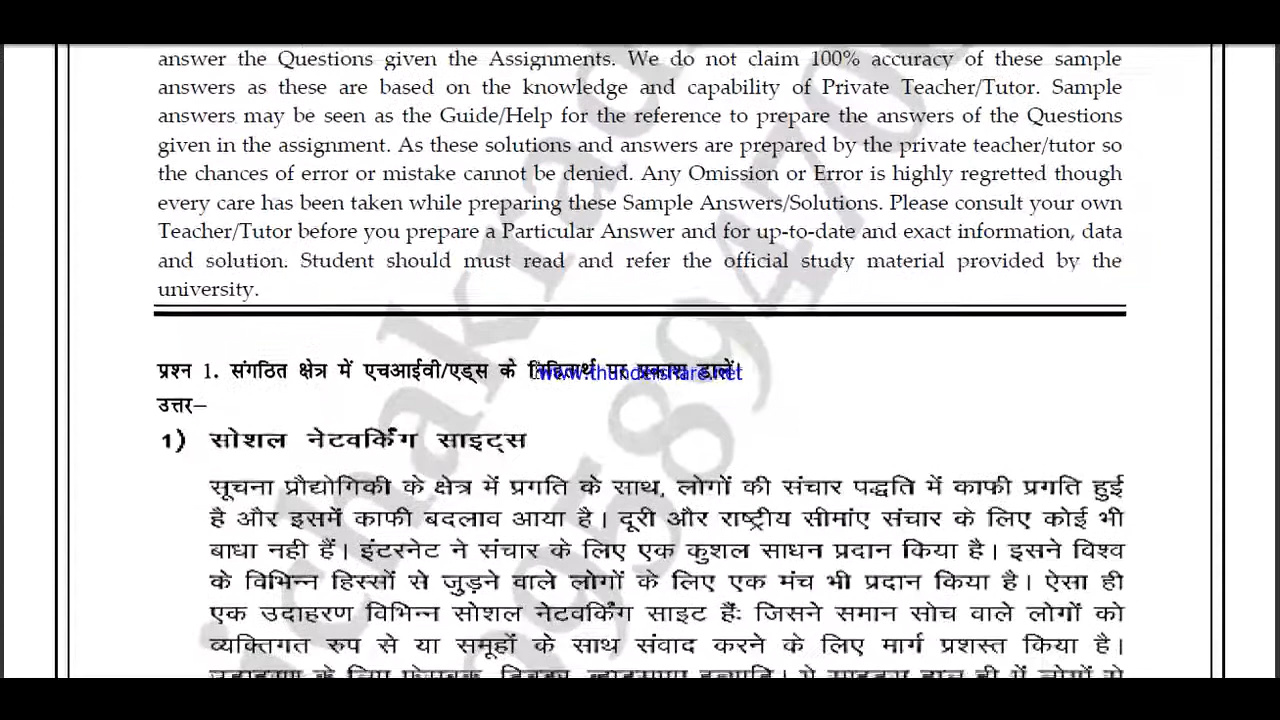 answer the Questions given the Assignments. We do not claim 100% accuracy of these sample
answers as these are based on the knowledge and capability of Private Teacher/Tutor. Sample
answers may be seen as the Guide/Help for the reference to prepare the answers of the Questions
given in the assignment. As these solutions and answers are prepared by the private teacher/tutor so
the chances of error or mistake cannot be denied. Any Omission or Error is highly regretted though
every care has been taken while preparing these Sample Answers/Solutions. Please consult your own
Teacher/Tutor before you prepare a Particular Answer and for up-to-date and exact information, data
and solution. Student should must read and refer the official study material provided by the
university.
प्रश्न 1. संगठित क्षेत्र में एचआईवी/एड्स के निहितार्थ पर प्रकाश डालें।
www.thundershare.net
उत्तर–
1) सोशल नेटवर्किंग साइट्स
सूचना प्रौद्योगिकी के क्षेत्र में प्रगति के साथ, लोगों की संचार पद्धति में काफी प्रगति हुई
है और इसमें काफी बदलाव आया है। दूरी और राष्ट्रीय सीमांए संचार के लिए कोई भी
बाधा नही हैं। इंटरनेट ने संचार के लिए एक कुशल साधन प्रदान किया है। इसने विश्व
के विभिन्न हिस्सों से जुड़ने वाले लोगों के लिए एक मंच भी प्रदान किया है। ऐसा ही
एक उदाहरण विभिन्न सोशल नेटवर्किंग साइट हैंः जिसने समान सोच वाले लोगों को
व्यक्तिगत रुप से या समूहों के साथ संवाद करने के लिए मार्ग प्रशस्त किया है।